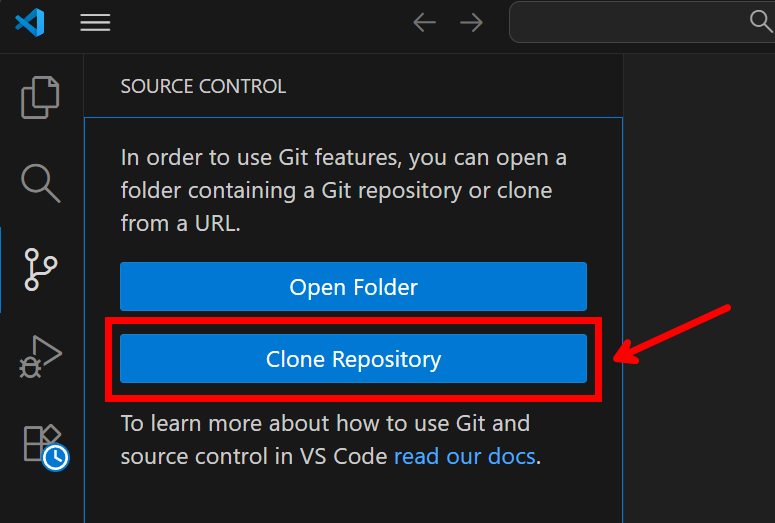 SOURCE CONTROL
In order to use Git features, you can open a
folder containing a Git repository or clone
from a URL.
Open Folder
Clone Repository
To learn more about how to use Git and
source control in VS Code read our docs.